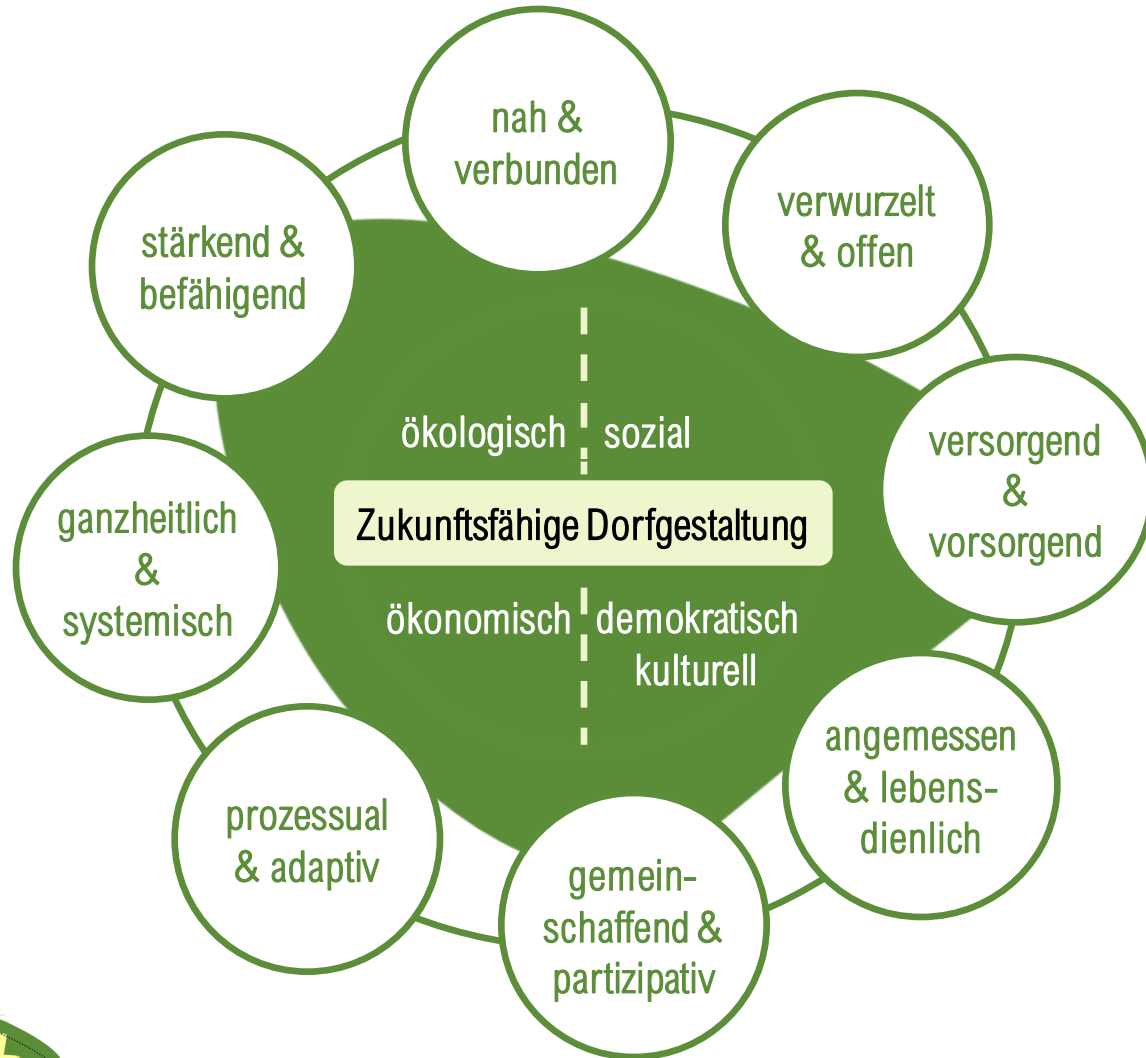 nah &
verbunden
verwurzelt
& offen
stärkend &
befähigend
versorgend
&
vorsorgend
ökologisch
sozial
Zukunftsfähige Dorfgestaltung
ganzheitlich
&
systemisch
ökonomisch
demokratisch
kulturell
angemessen
& lebens-
dienlich
prozessual
& adaptiv
gemein-
schaffend &
partizipativ